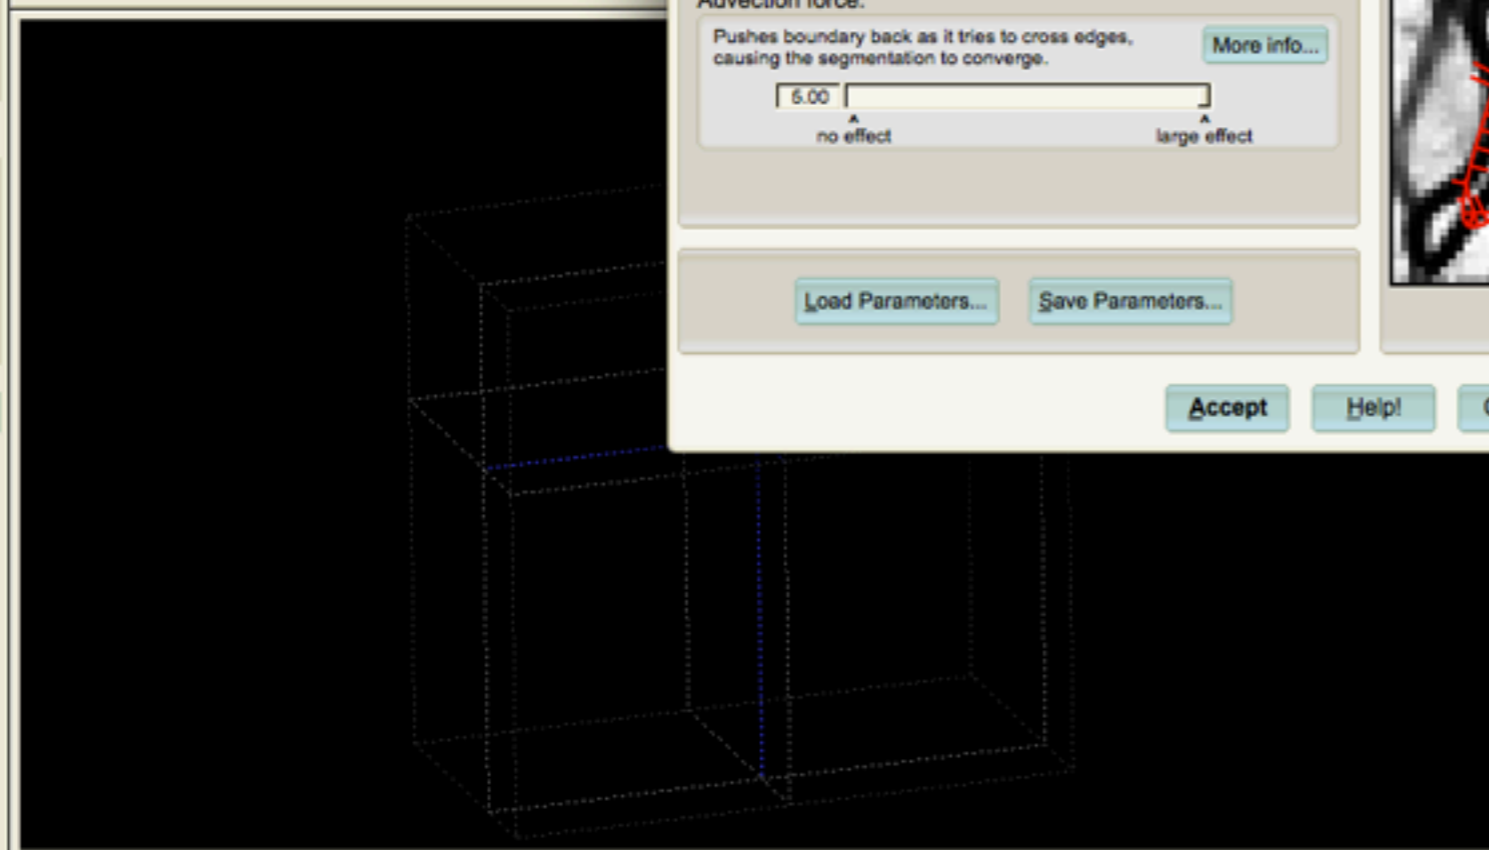 Advection force:
Pushes boundary back as it tries to cross edges,
causing the segmentation to converge.
More info...
5.00
no effect
large effect
Load Parameters...
Save Parameters...
Accept
Help!